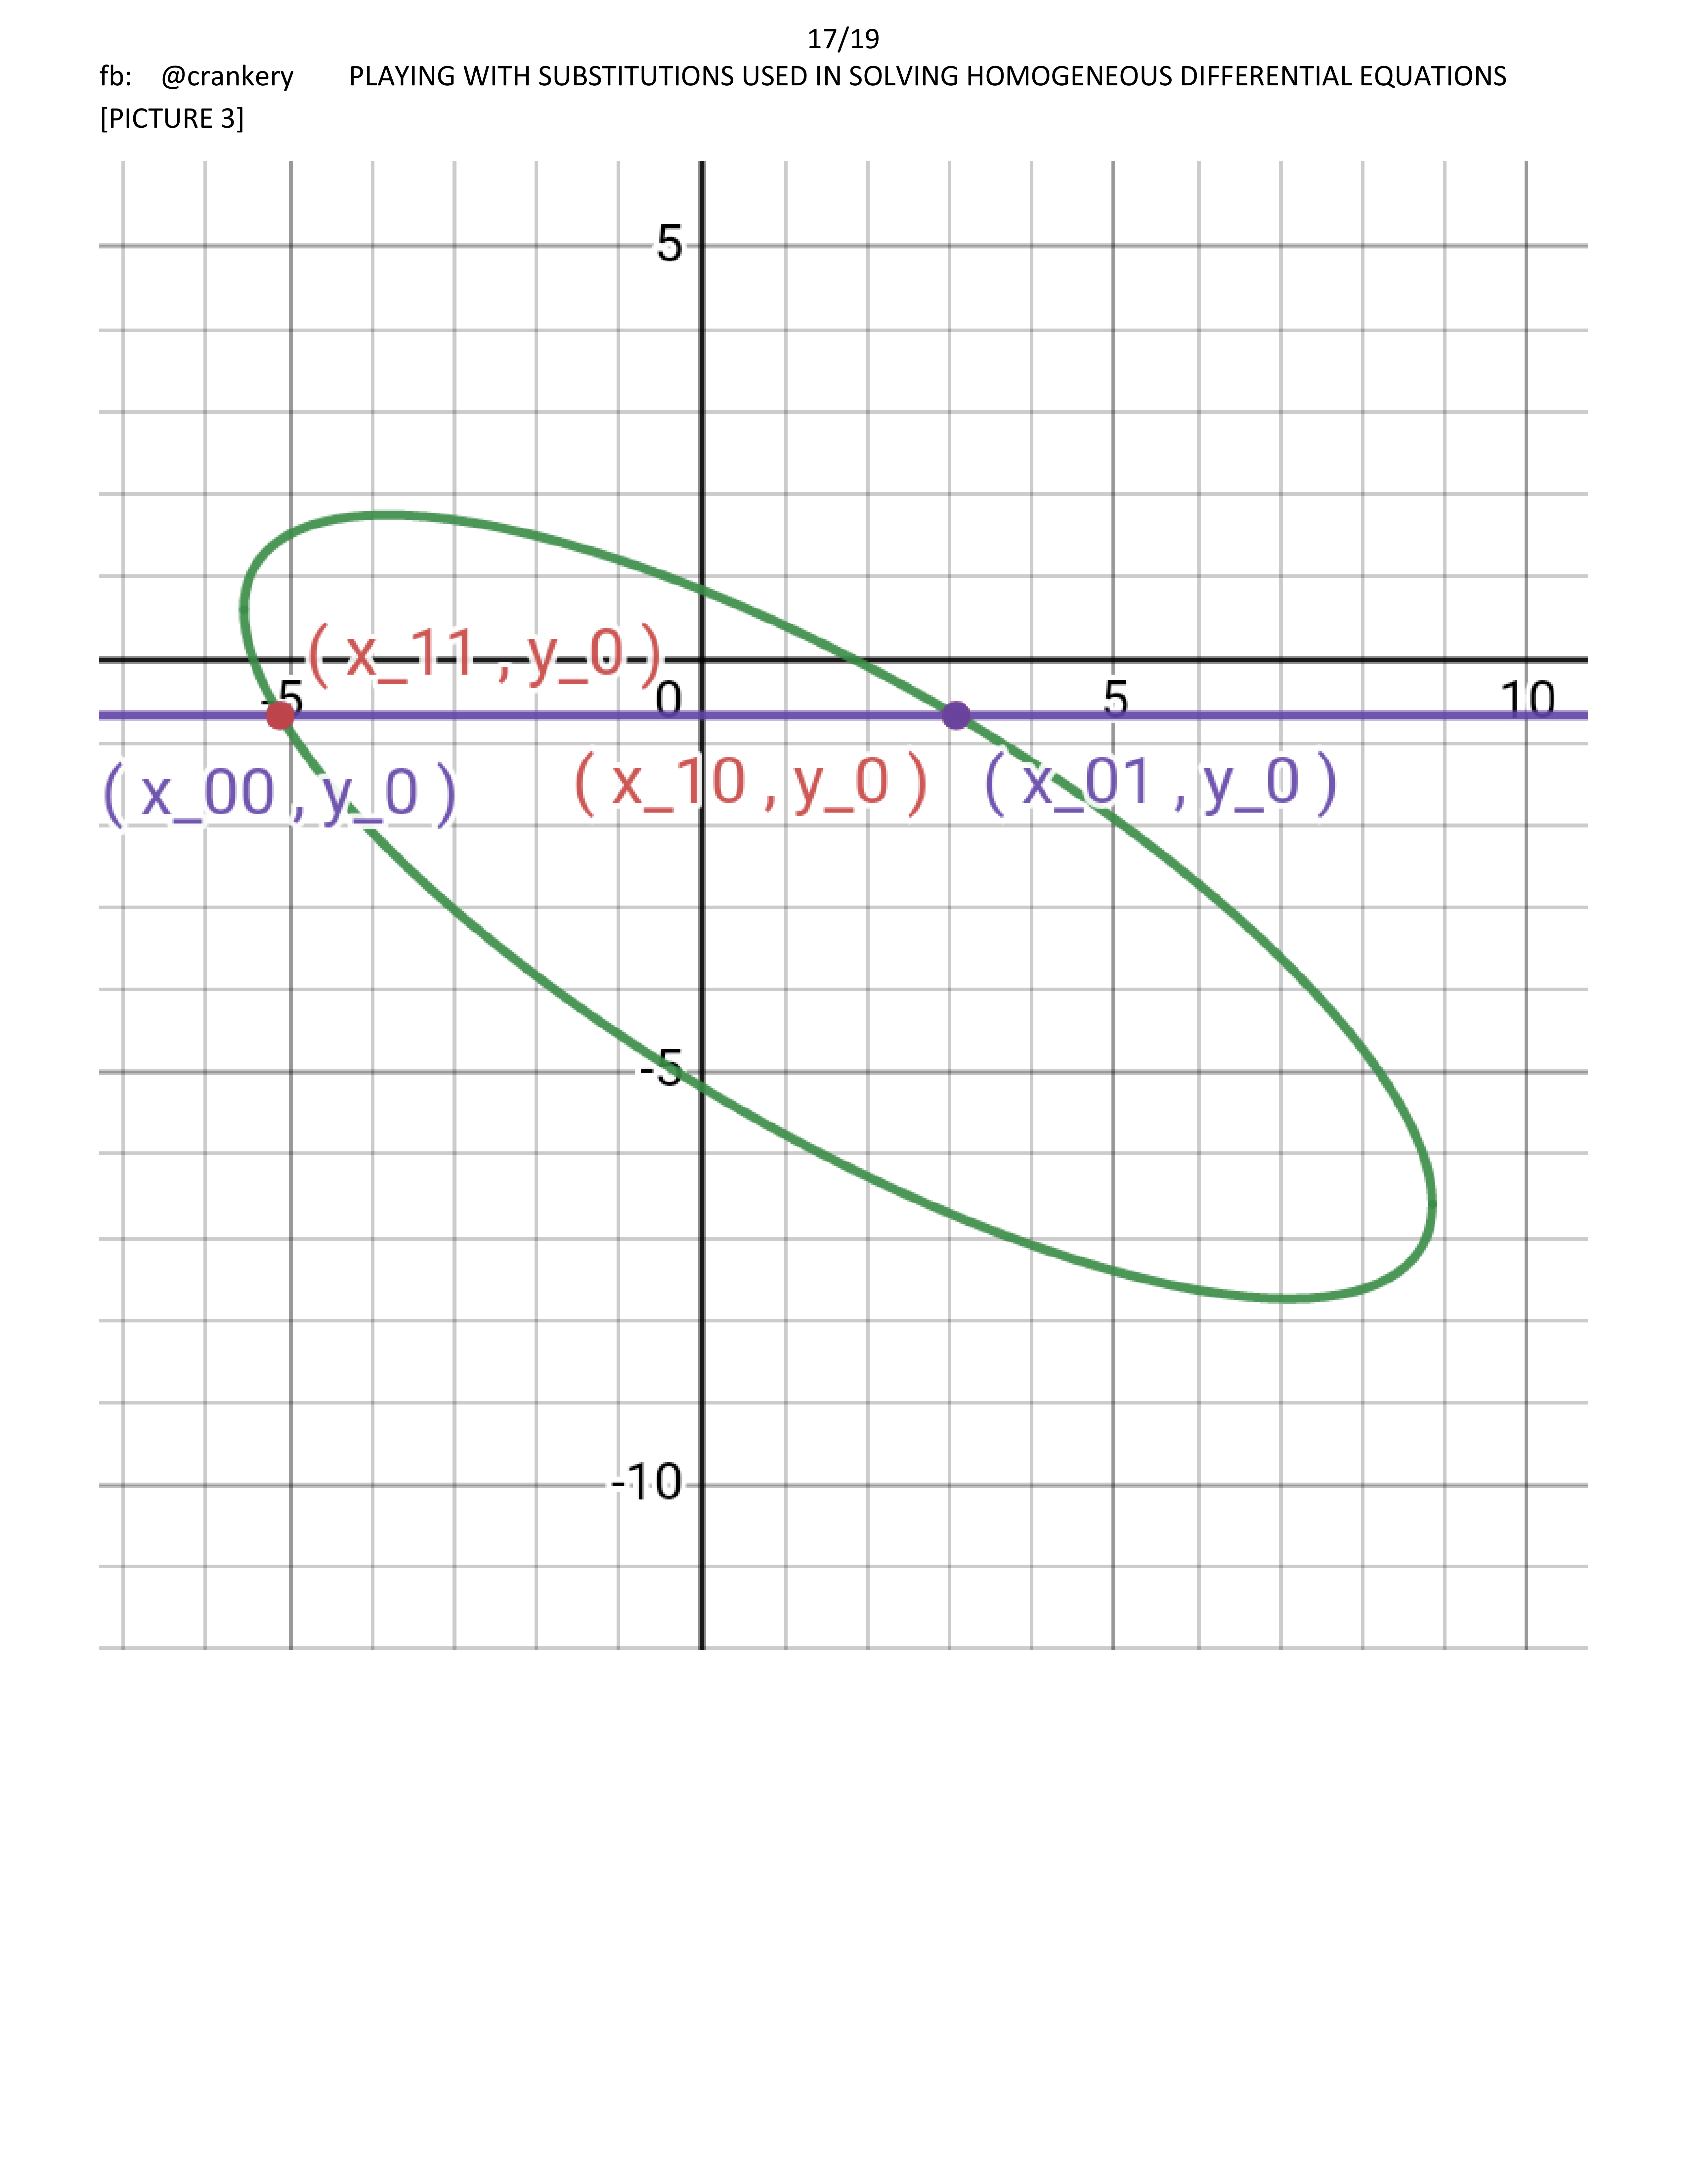 17/19
fb: @crankery PLAYING WITH SUBSTITUTIONS USED IN SOLVING HOMOGENEOUS DIFFERENTIAL EQUATIONS
[PICTURE 3]
5
( x_11 , y_0 )
-5 0 5 10
( x_00 , y_0 ) ( x_10 , y_0 ) ( x_01 , y_0 )
-5
-10